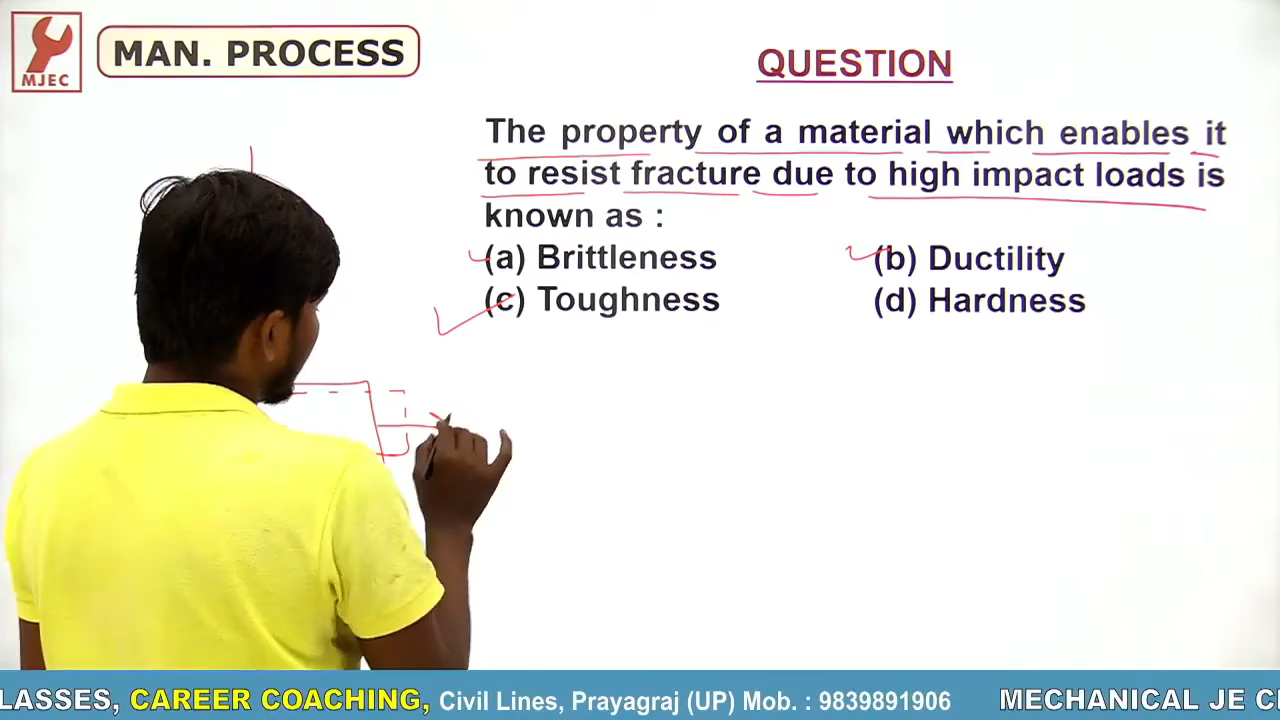 MJEC
MAN. PROCESS
QUESTION
The property of a material which enables it
to resist fracture due to high impact loads is
known as :
(a) Brittleness (b) Ductility
(c) Toughness (d) Hardness
LASSES, CAREER COACHING, Civil Lines, Prayagraj (UP) Mob. : 9839891906 MECHANICAL JE C